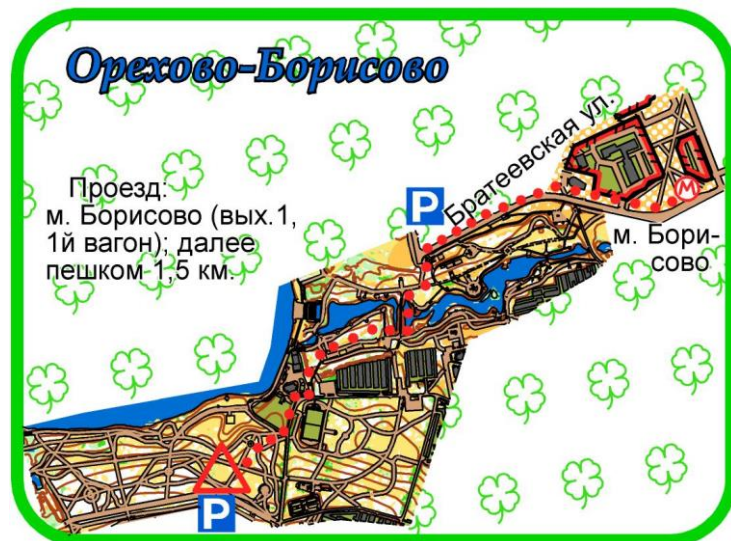 Орехово-Борисово
Проезд:
м. Борисово (вых.1,
1й вагон); далее
пешком 1,5 км.
Братеевская ул.
P
М
м. Бори-
сово
P